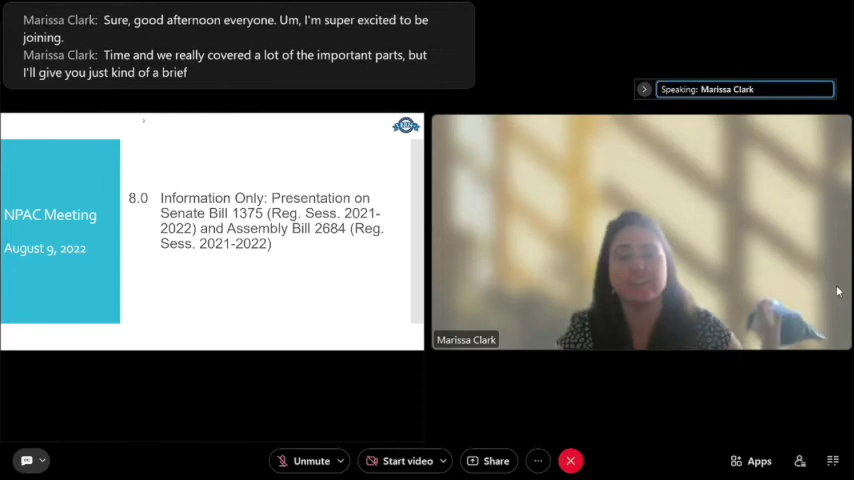 Marissa Clark: Sure, good afternoon everyone. Um, I'm super excited to be
joining.
Marissa Clark: Time and we really covered a lot of the important parts, but
I'll give you just kind of a brief
Speaking: Marissa Clark
NPAC Meeting
August 9, 2022
8.0 Information Only: Presentation on
Senate Bill 1375 (Reg. Sess. 2021-
2022) and Assembly Bill 2684 (Reg.
Sess. 2021-2022)
Marissa Clark
Unmute
Start video
Share
Apps